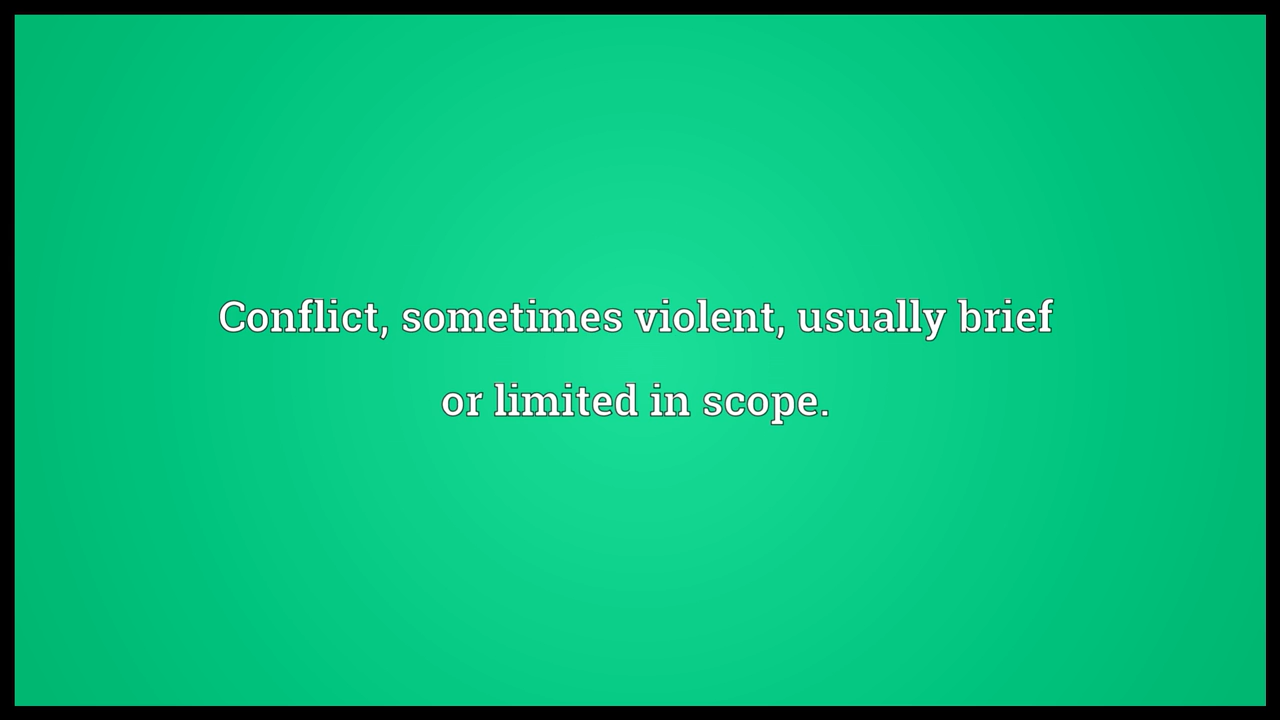 Conflict, sometimes violent, usually brief
or limited in scope.